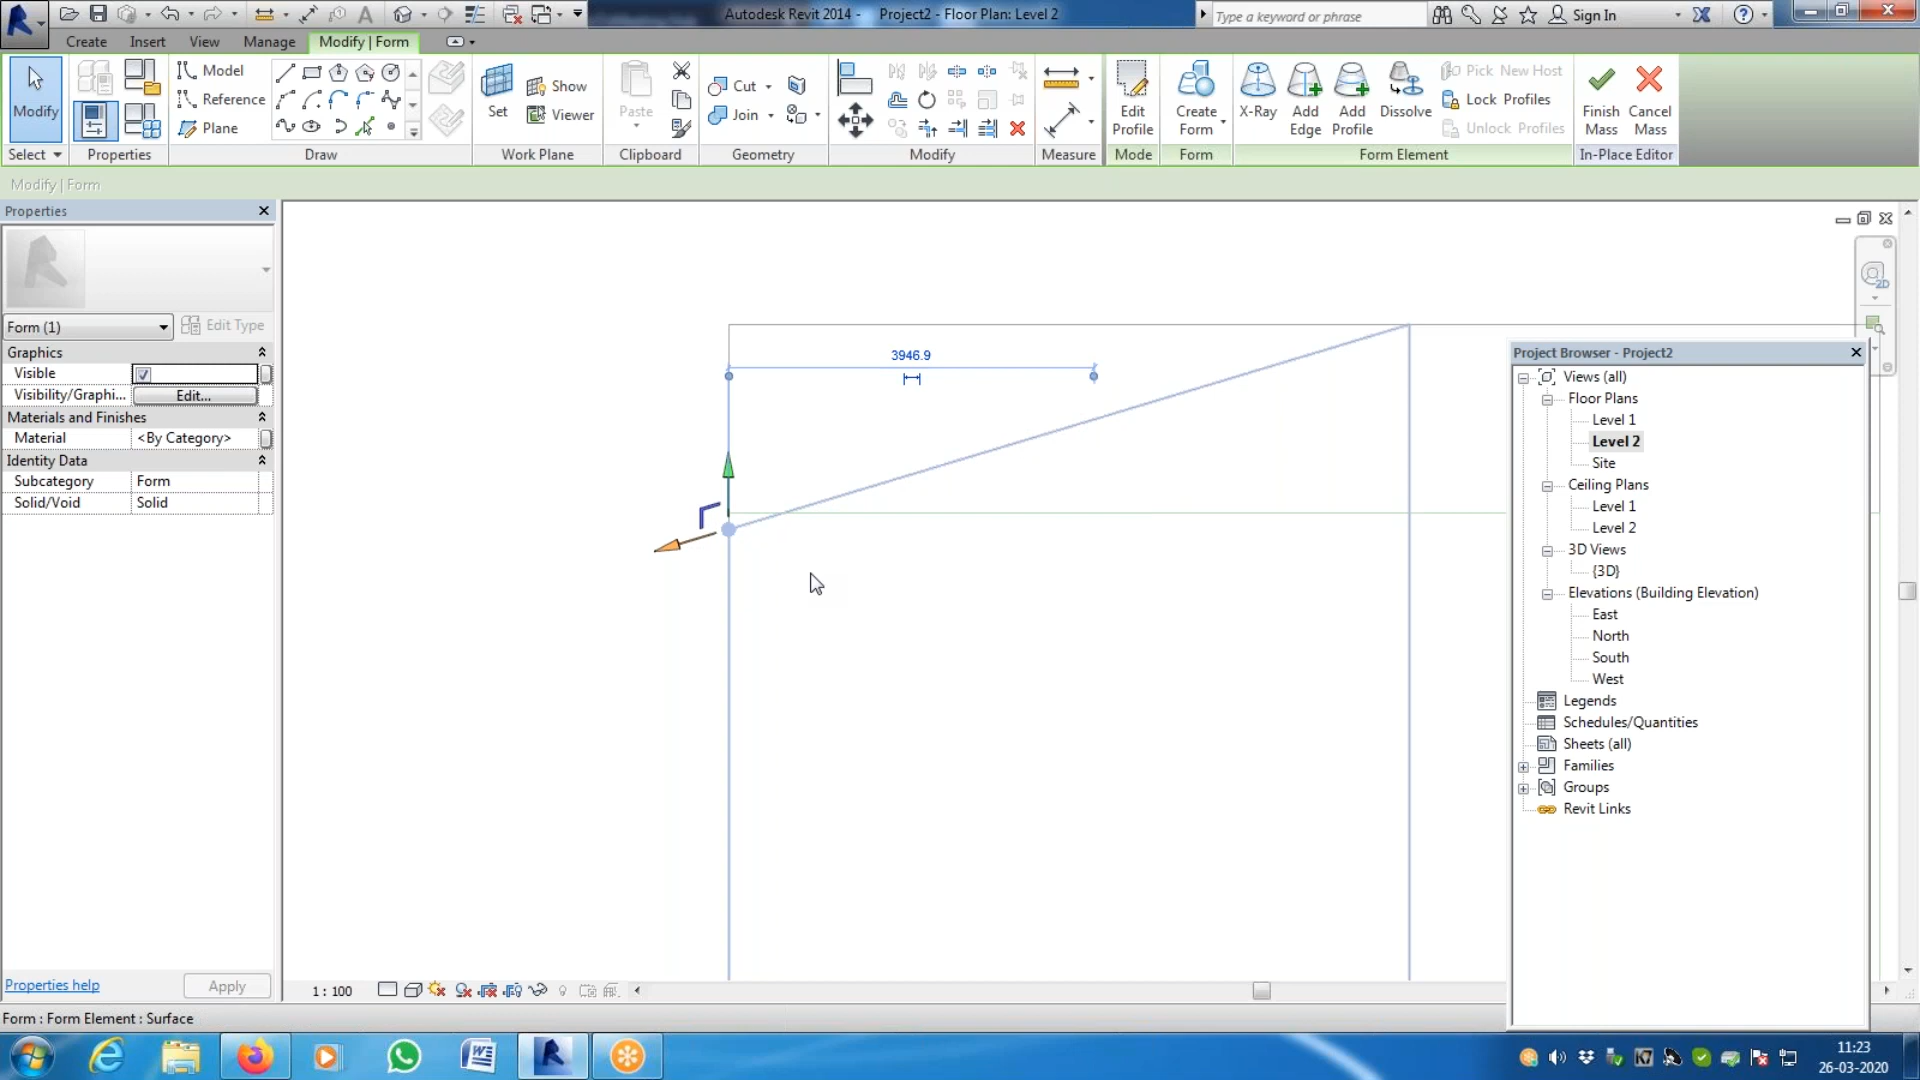 Autodesk Revit 2014 -    Project2 - Floor Plan: Level 2
Type a keyword or phrase
Sign In
Create Insert View Manage Modify | Form
Modify
Model
Reference
Plane
Set
Show
Viewer
Paste
Cut
Join
Edit Profile
Create Form
X-Ray
Add Edge
Add Profile
Dissolve
Pick New Host
Lock Profiles
Unlock Profiles
Finish Mass
Cancel Mass
Select Properties Draw Work Plane Clipboard Geometry Modify Measure Mode Form Form Element In-Place Editor
Modify | Form
Properties
Form (1)
Edit Type
Graphics
Visible
Visibility/Graphi... Edit...
Materials and Finishes
Material <By Category>
Identity Data
Subcategory Form
Solid/Void Solid
Properties help
Apply
3946.9
2D
Project Browser - Project2
Views (all)
Floor Plans
Level 1
Level 2
Site
Ceiling Plans
Level 1
Level 2
3D Views
{3D}
Elevations (Building Elevation)
East
North
South
West
Legends
Schedules/Quantities
Sheets (all)
Families
Groups
Revit Links
1 : 100
Form : Form Element : Surface
11:23
26-03-2020